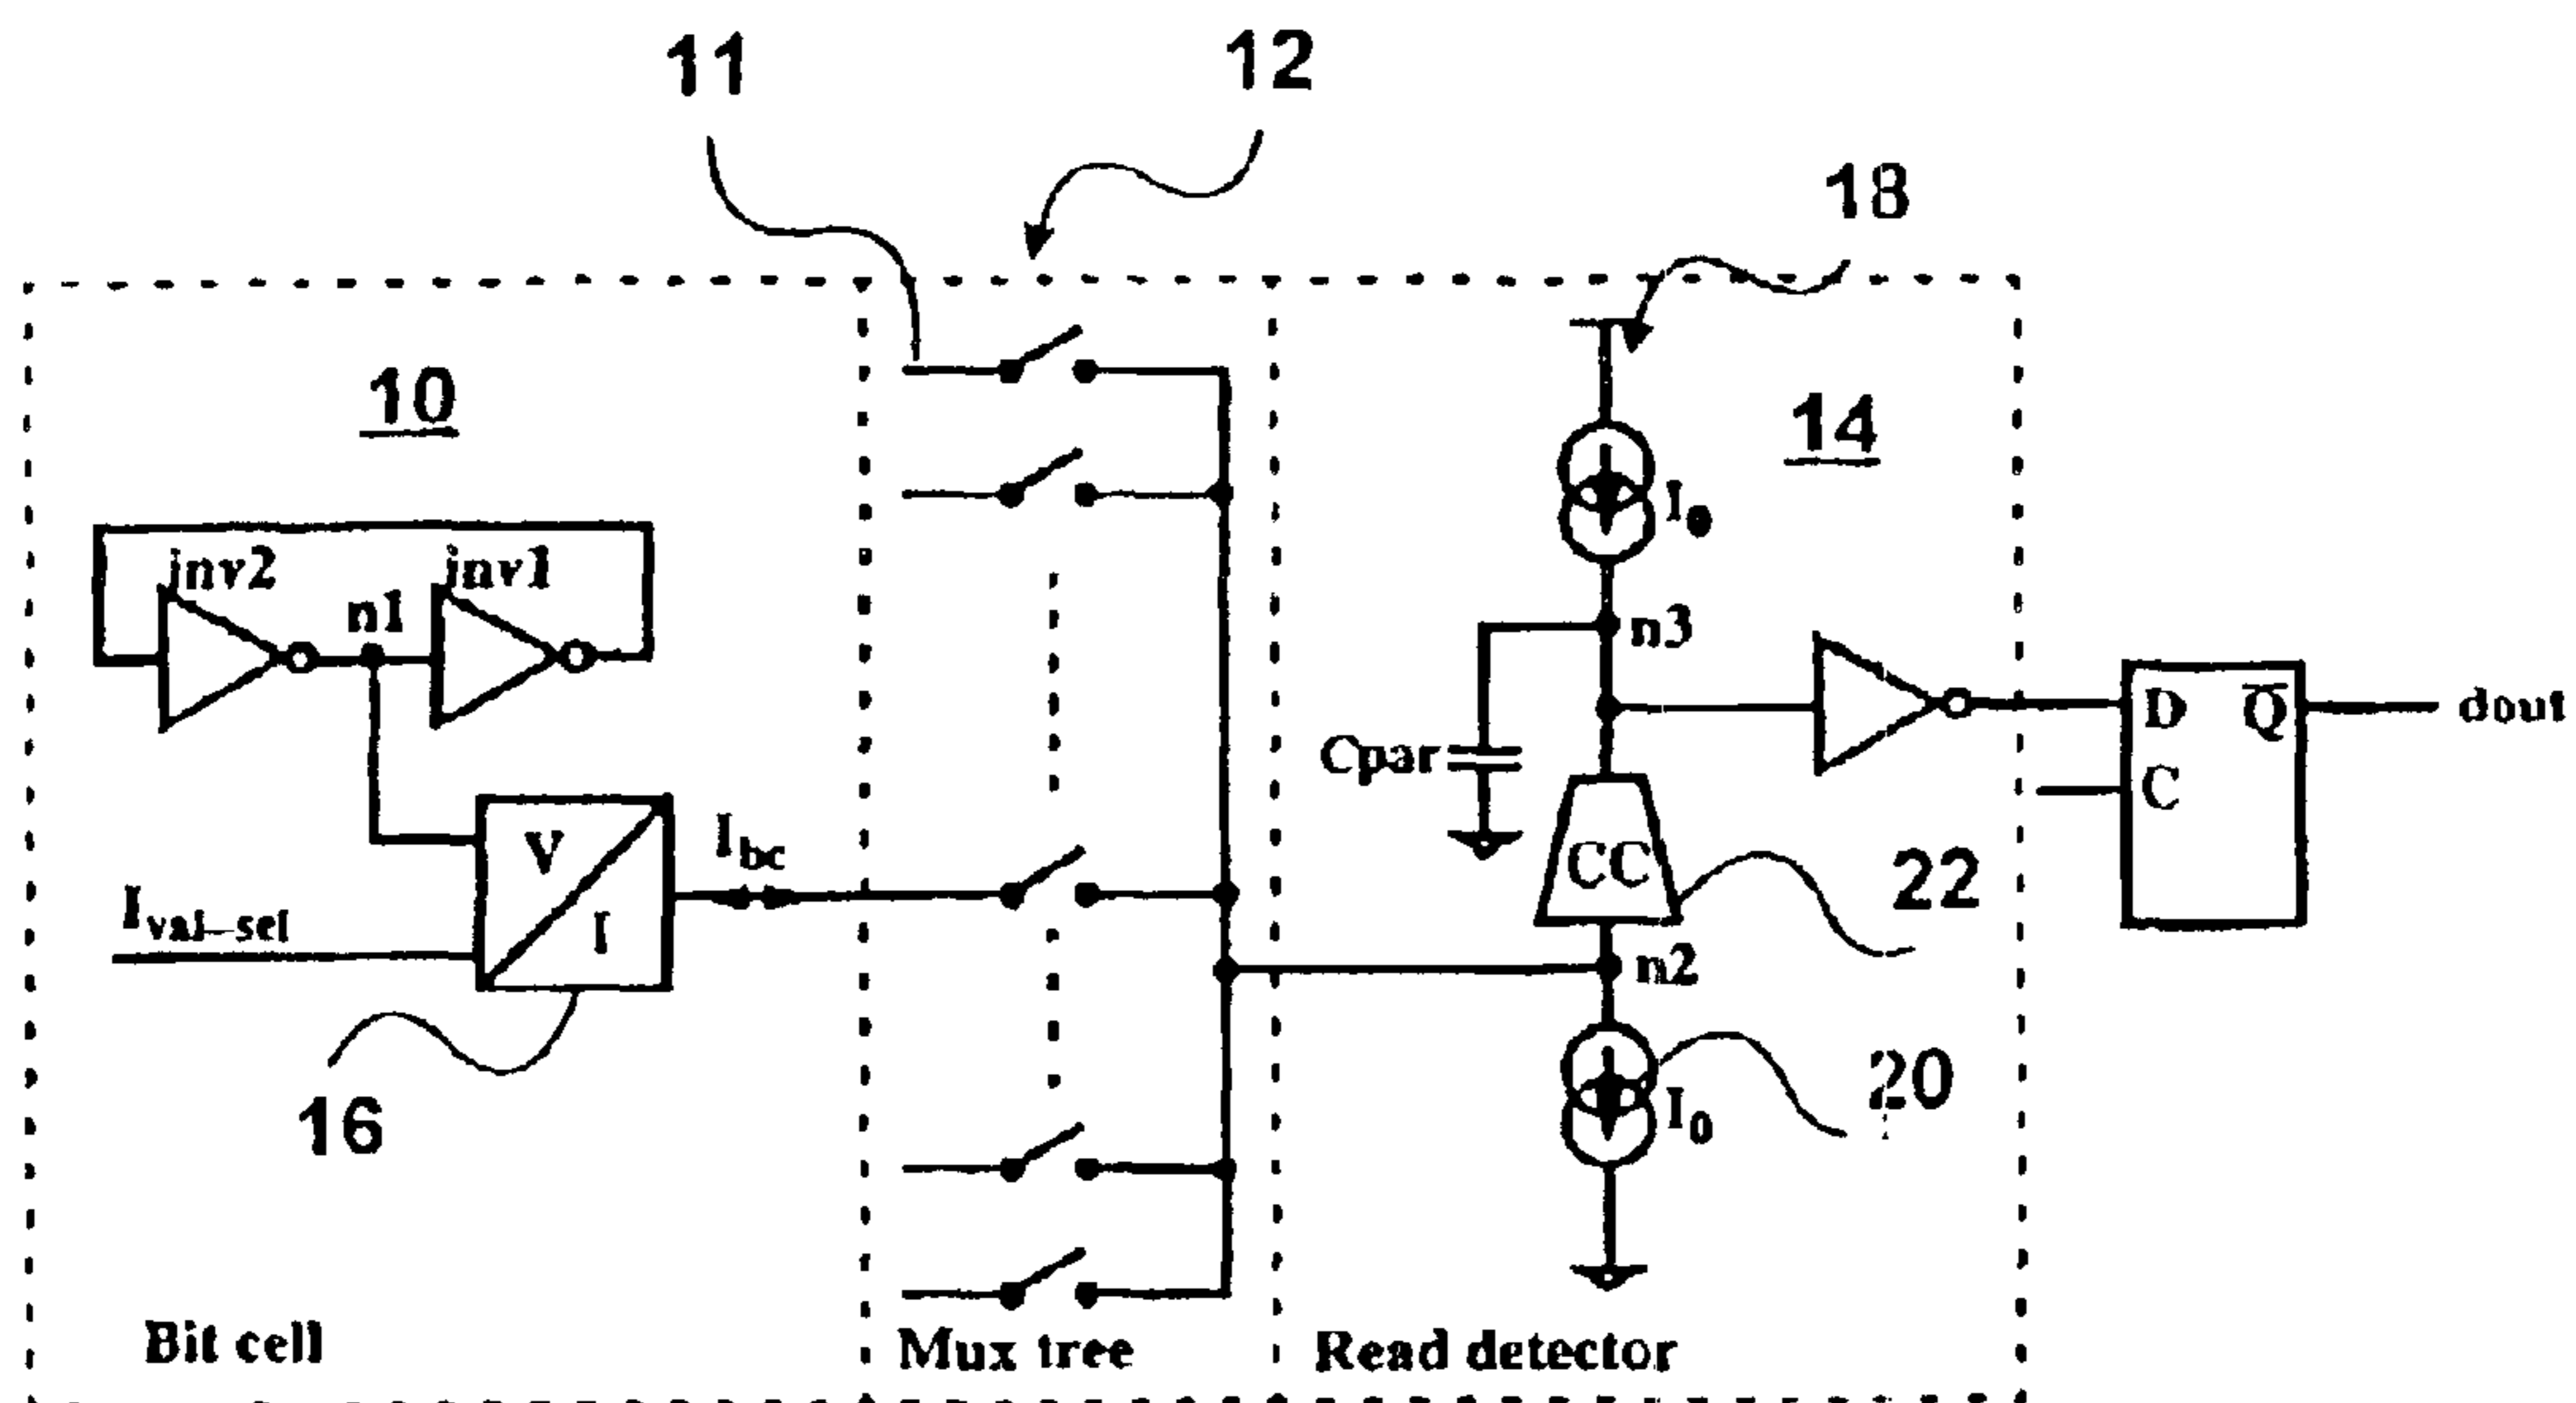 11
12
18
10
14
I0
inv2
inv1
n1
n3
D
Q
dout
C
Cpar
V
I
Ibc
CC
22
Ival-sel
n2
16
20
I0
Bit cell
Mux tree
Read detector